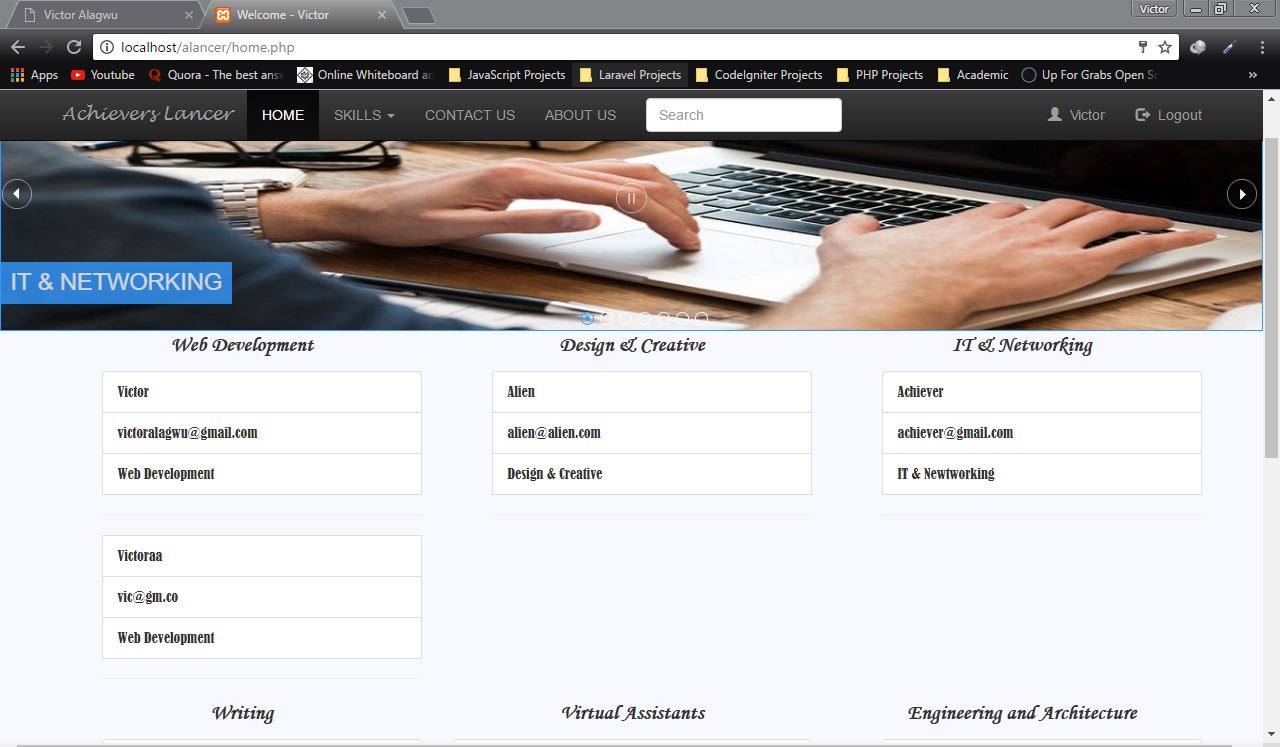 Victor Alagwu
Welcome - Victor
Victor
localhost/alancer/home.php
Apps Youtube Quora - The best ans Online Whiteboard JavaScript Projects Laravel Projects CodeIgniter Projects PHP Projects Academic Up For Grabs Open
Achievers Lancer HOME SKILLS CONTACT US ABOUT US Search Victor Logout
IT & NETWORKING
Web Development Design & Creative IT & Networking
Victor Alien Achiever
victoralagwu@gmail.com alien@alien.com achiever@gmail.com
Web Development Design & Creative IT & Newtworking
Victoraa
vic@gm.co
Web Development
Writing Virtual Assistants Engineering and Architecture